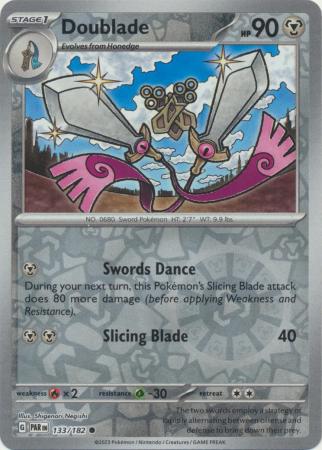 STAGE1
Doublade
HP 90
Evolves from Honedge
NO. 0680 Sword Pokémon HT: 2'7" WT: 9.9 lbs.
Swords Dance
During your next turn, this Pokémon's Slicing Blade attack
does 80 more damage (before applying Weakness and
Resistance).
Slicing Blade 40
weakness × 2 resistance -30 retreat
Illus. Shigenori Negishi
G PAR EN 133/182
The two swords employ a strategy
of rapidly alternating between offense
and defense to bring down their prey.
©2023 Pokémon / Nintendo / Creatures / GAME FREAK